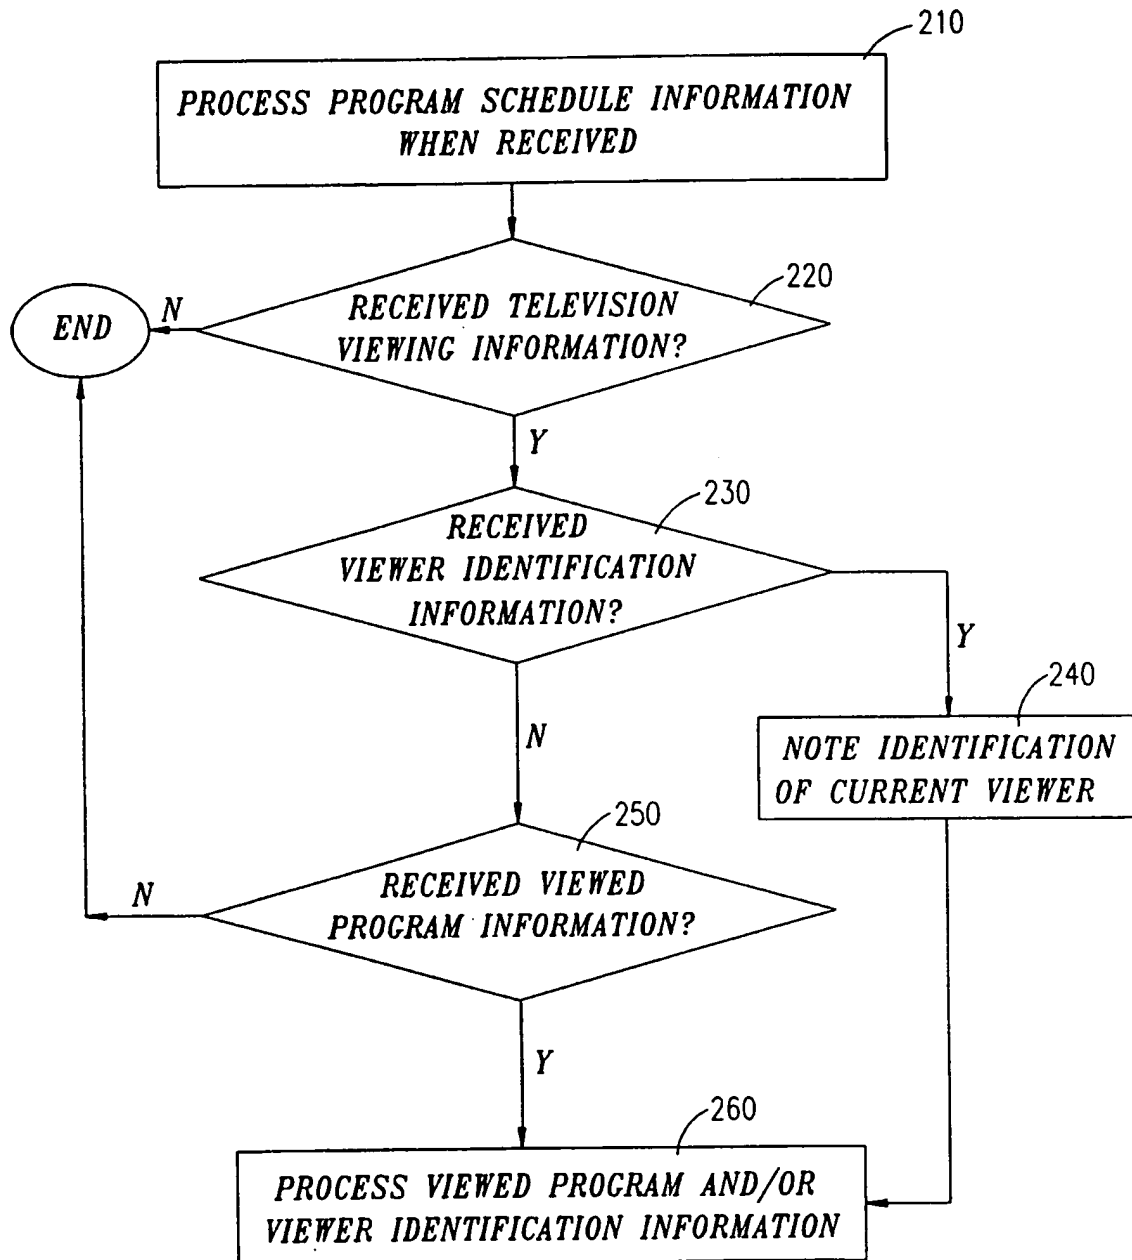 210
PROCESS PROGRAM SCHEDULE INFORMATION
WHEN RECEIVED
220
RECEIVED TELEVISION
VIEWING INFORMATION?
N
END
Y
230
RECEIVED
VIEWER IDENTIFICATION
INFORMATION?
Y
240
NOTE IDENTIFICATION
OF CURRENT VIEWER
N
250
RECEIVED VIEWED
PROGRAM INFORMATION?
N
Y
260
PROCESS VIEWED PROGRAM AND/OR
VIEWER IDENTIFICATION INFORMATION